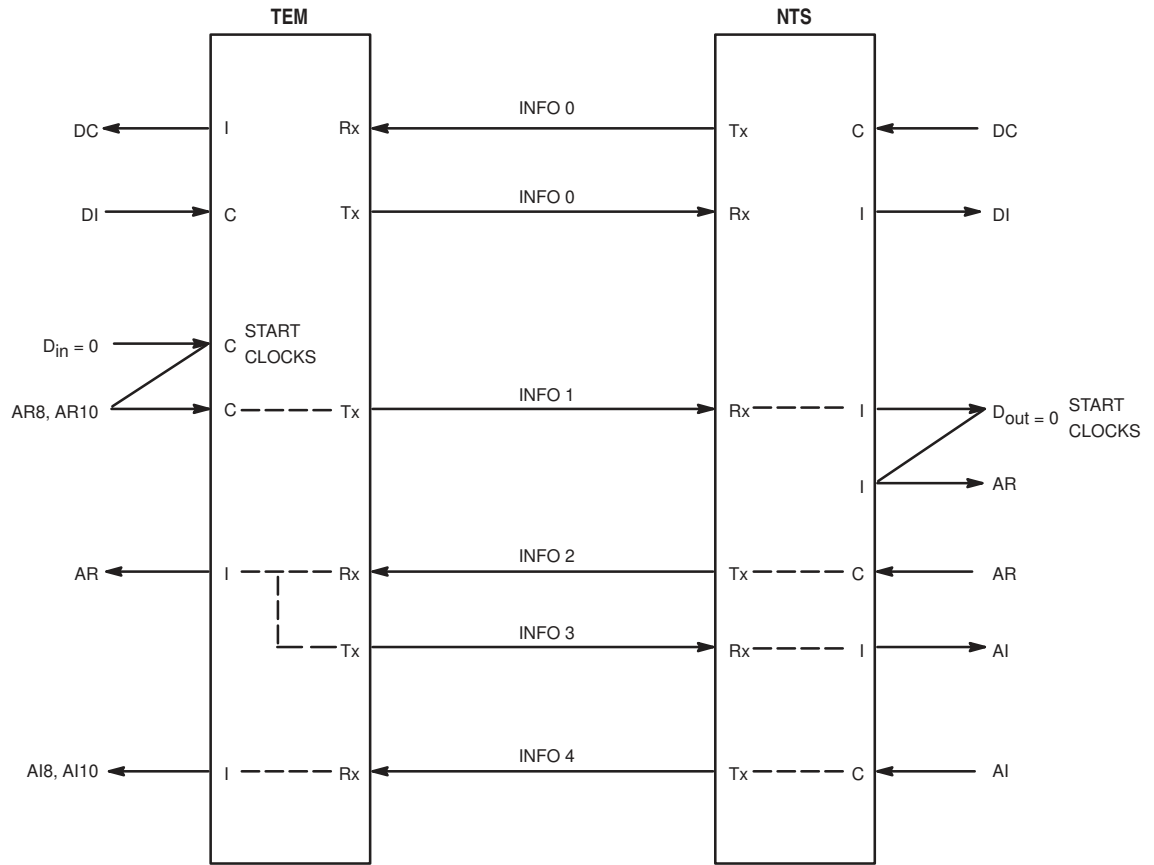 TEM NTS
INFO 0
DC I Rx Tx C DC
INFO 0
DI C Tx Rx I DI
Din = 0 C START
CLOCKS
INFO 1
AR8, AR10 C Tx Rx I Dout = 0 START
CLOCKS
I AR
INFO 2
AR I Rx Tx C AR
INFO 3
Tx Rx I AI
INFO 4
AI8, AI10 I Rx Tx C AI